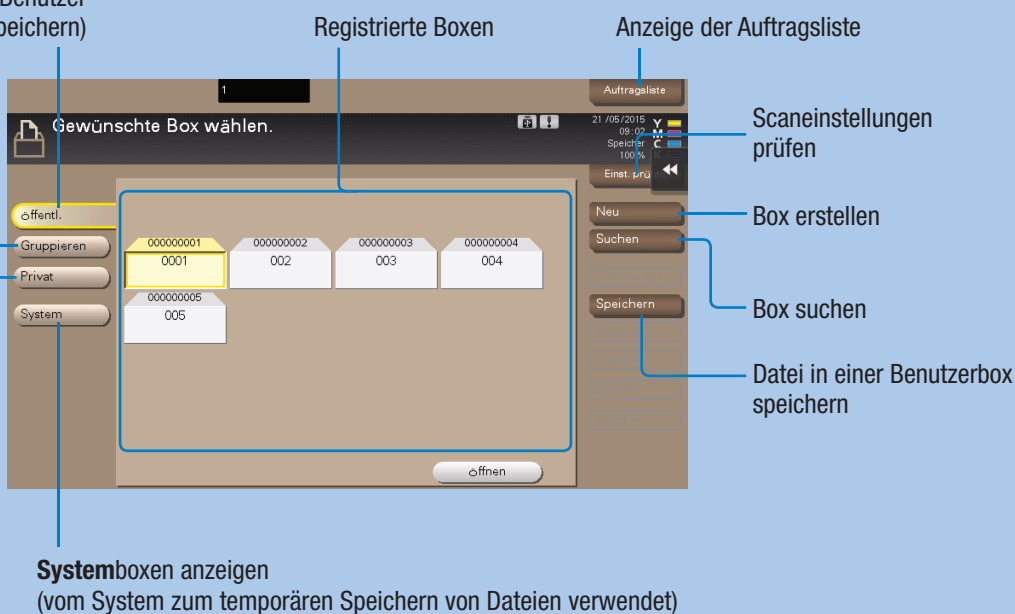 Benutzer
peichern)
Registrierte Boxen
Anzeige der Auftragsliste
1
Auftragsliste
Gewünschte Box wählen.
21 /05/2015
09:02
Speicher
100 %
Y
M
C
K
Scaneinstellungen
prüfen
Einst. prü
öffentl.
Neu
Box erstellen
Gruppieren
Suchen
000000001
000000002
000000003
000000004
0001
002
003
004
Privat
000000005
005
System
Speichern
Box suchen
Datei in einer Benutzerbox
speichern
öffnen
Systemboxen anzeigen
(vom System zum temporären Speichern von Dateien verwendet)